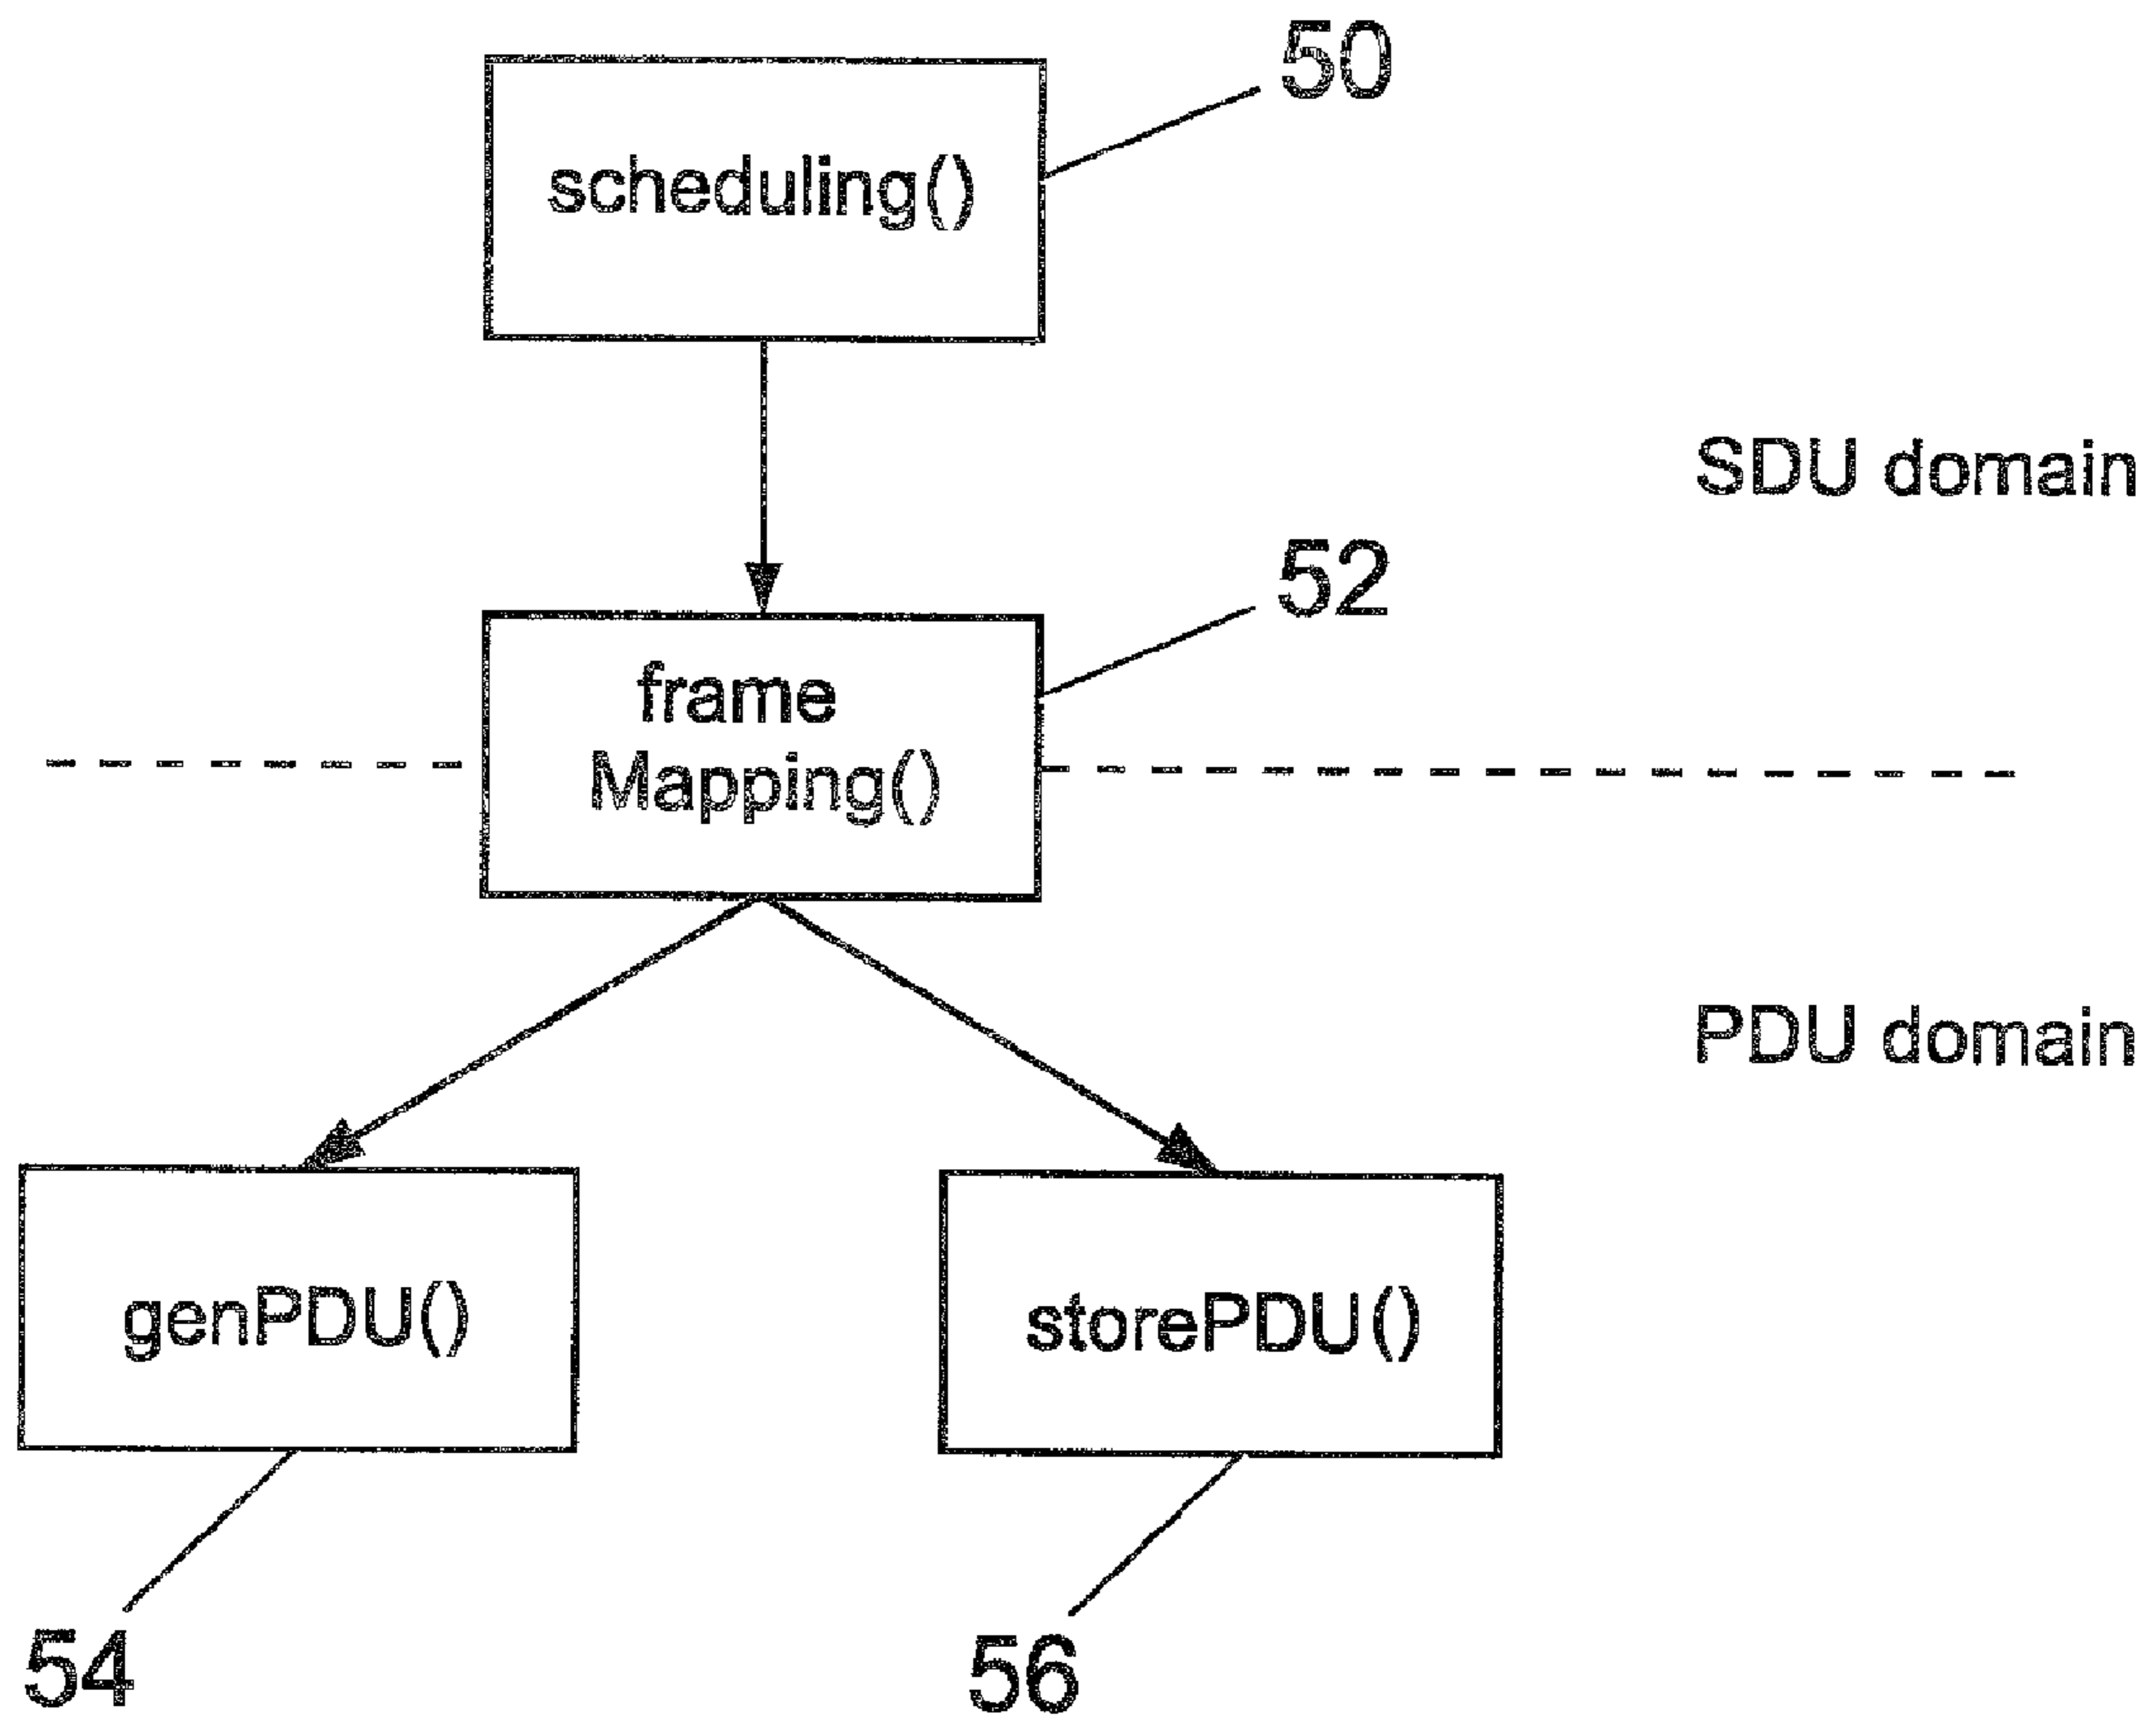 50
scheduling()
SDU domain
52
frame
Mapping()
PDU domain
genPDU()
storePDU()
54
56